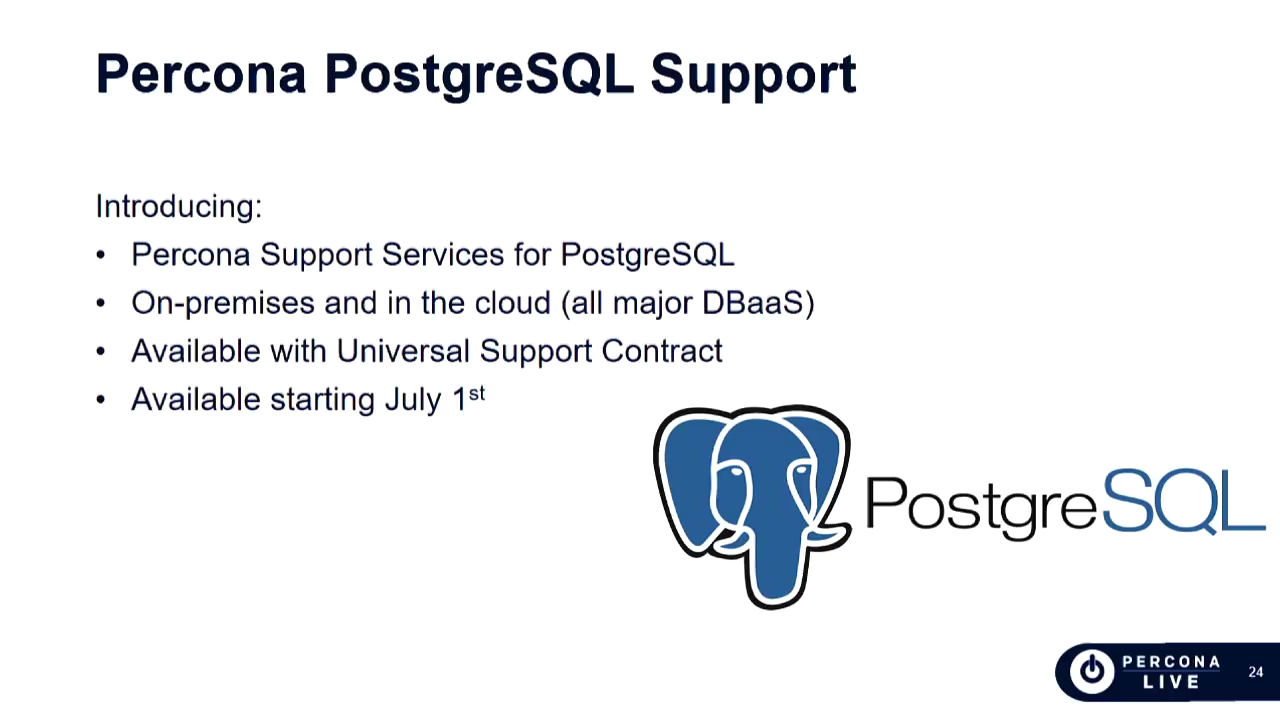 Percona PostgreSQL Support
Introducing:
• Percona Support Services for PostgreSQL
• On-premises and in the cloud (all major DBaaS)
• Available with Universal Support Contract
• Available starting July 1st
PostgreSQL
PERCONA
LIVE
24